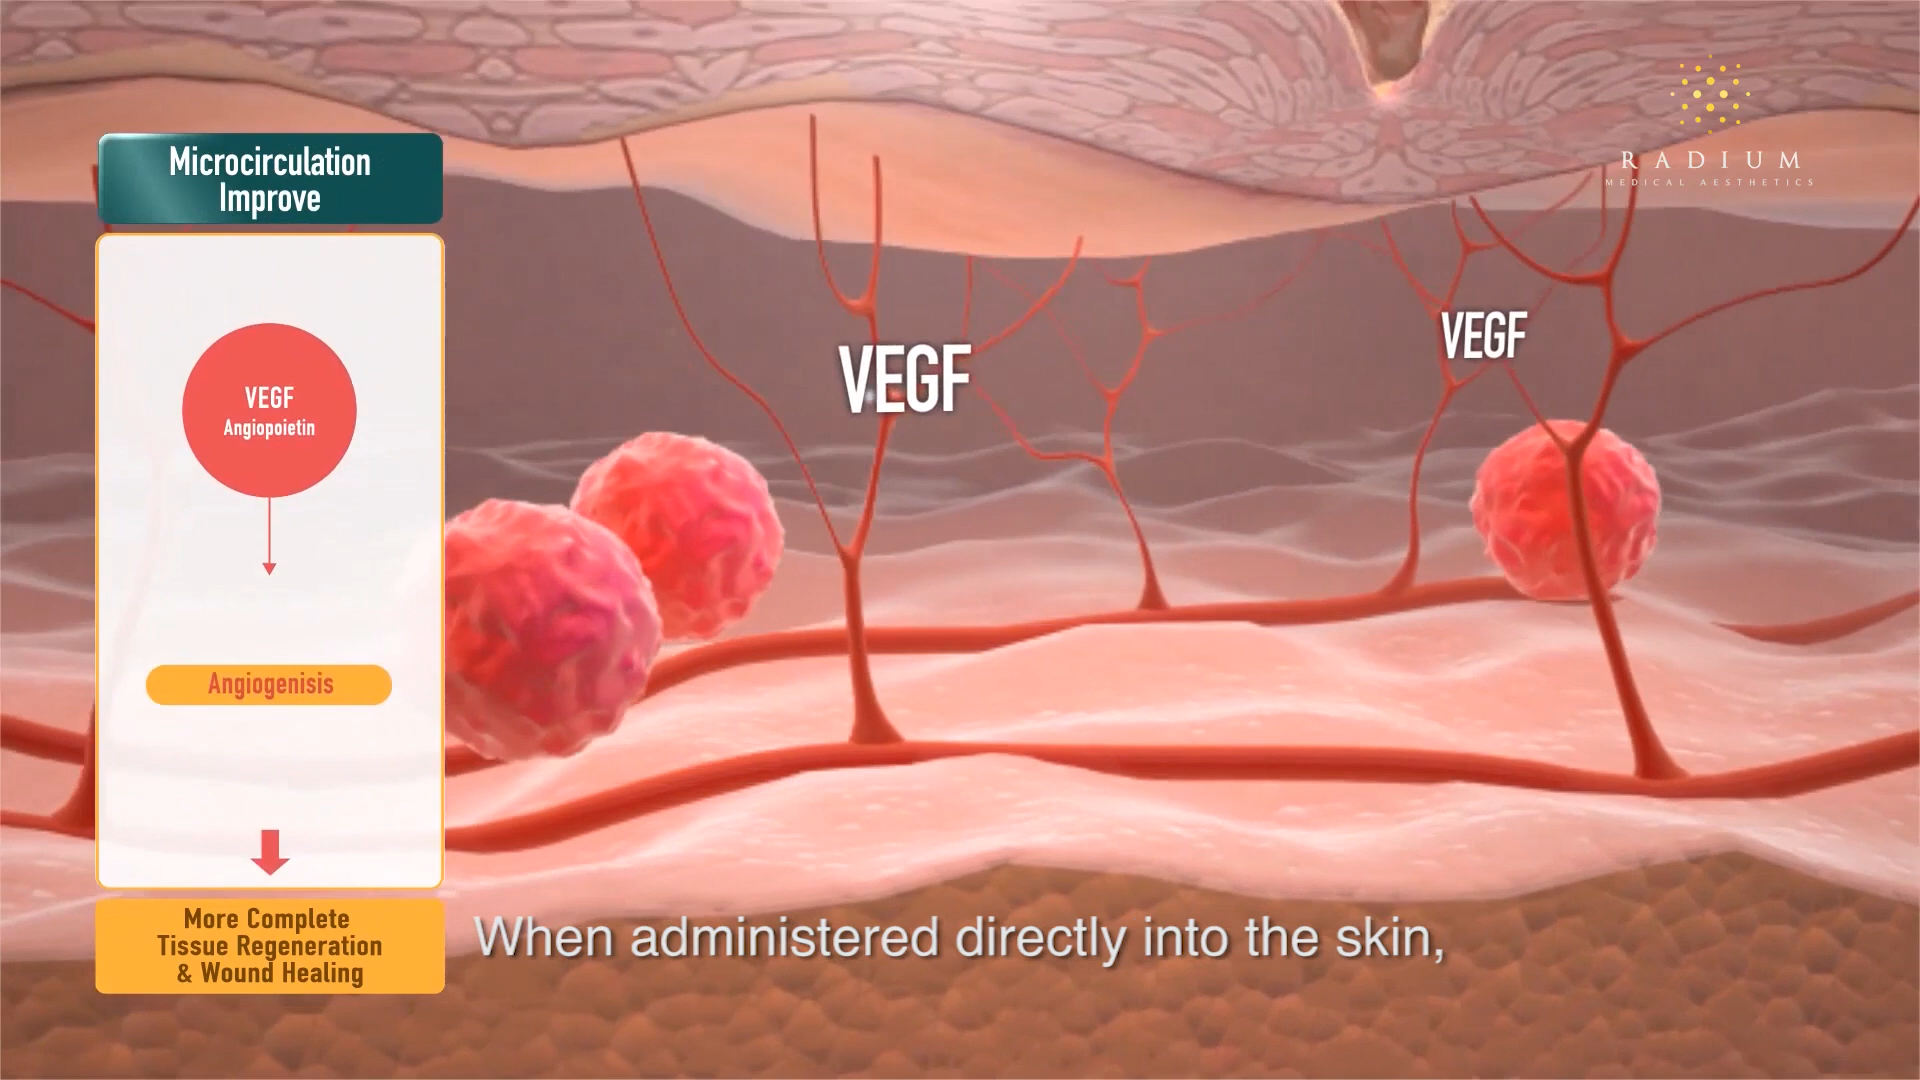 Microcirculation
Improve
RADIUM
MEDICAL AESTHETICS
VEGF
Angiopoietin
VEGF
VEGF
Angiogenisis
More Complete
Tissue Regeneration
& Wound Healing
When administered directly into the skin,